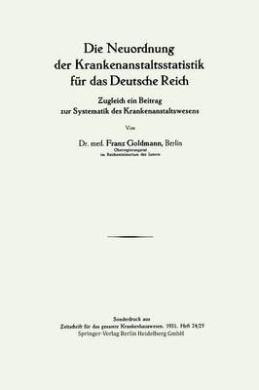 Die Neuordnung
der Krankenanstaltsstatistik
für das Deutsche Reich
Zugleich ein Beitrag
zur Systematik des Krankenanstaltswesens
Von
Dr. med. Franz Goldmann, Berlin
Oberregierungsrat
im Reichsministerium des Innern
Sonderdruck aus
Zeitschrift für das gesamte Krankenhauswesen. 1931. Heft 24/25
Springer-Verlag Berlin Heidelberg GmbH